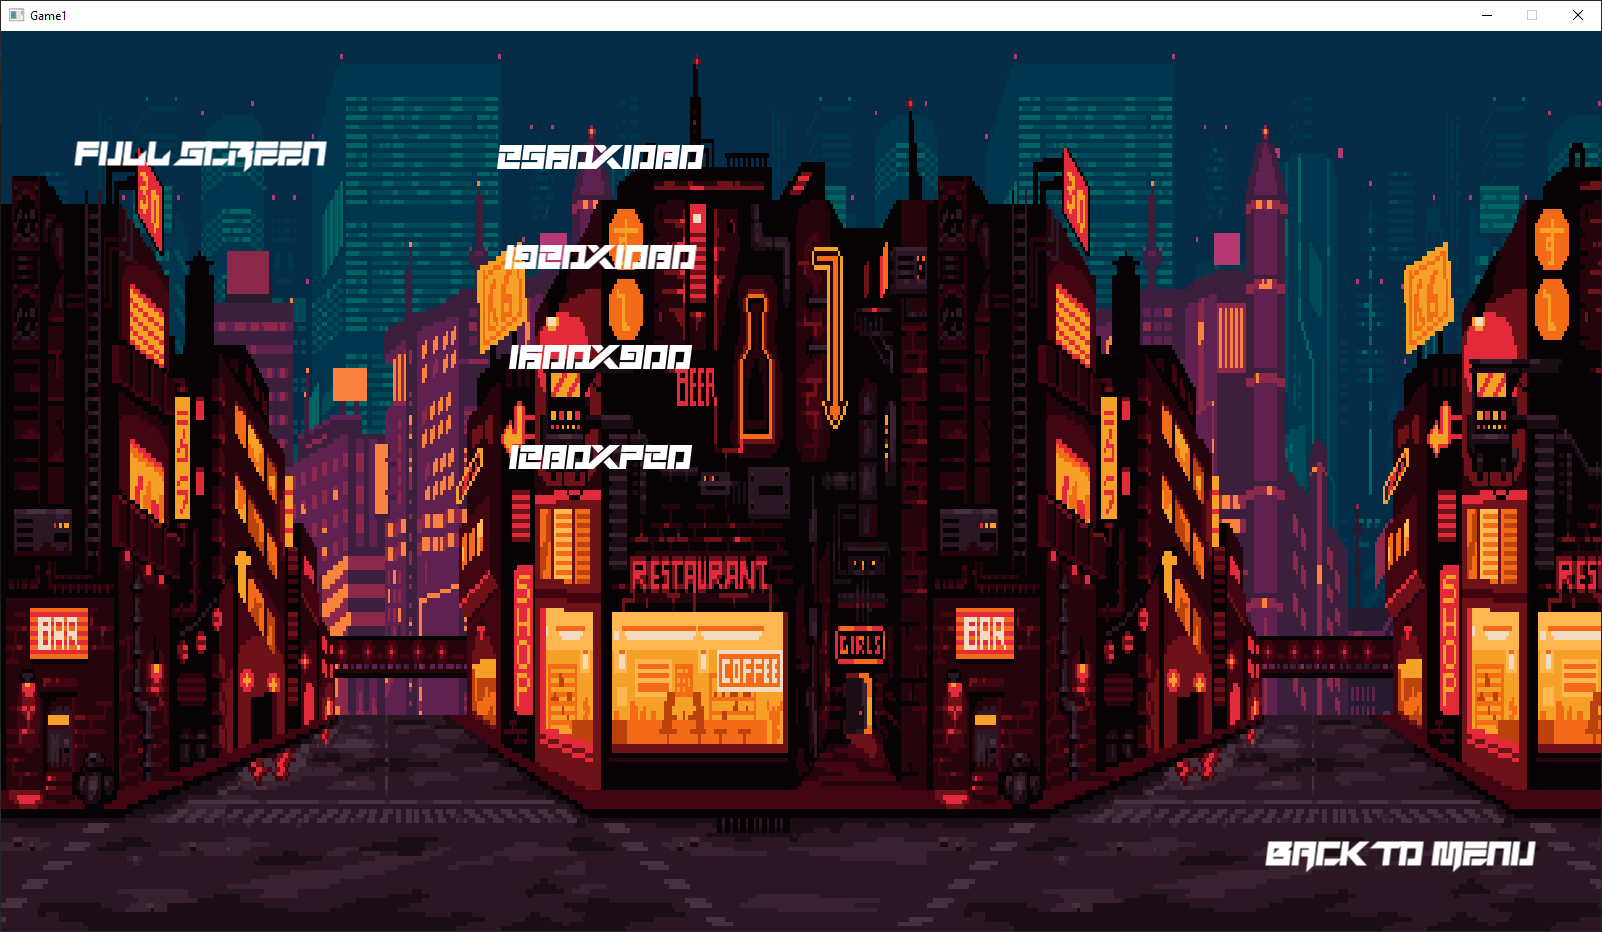 Game1
FULL SCREEN
2560X1080
1920X1080
1600X900
1280X720
BEER
RESTAURANT
SHOP
BAR
COFFEE
GIRLS
BAR
SHOP
RES
BACK TO MENU